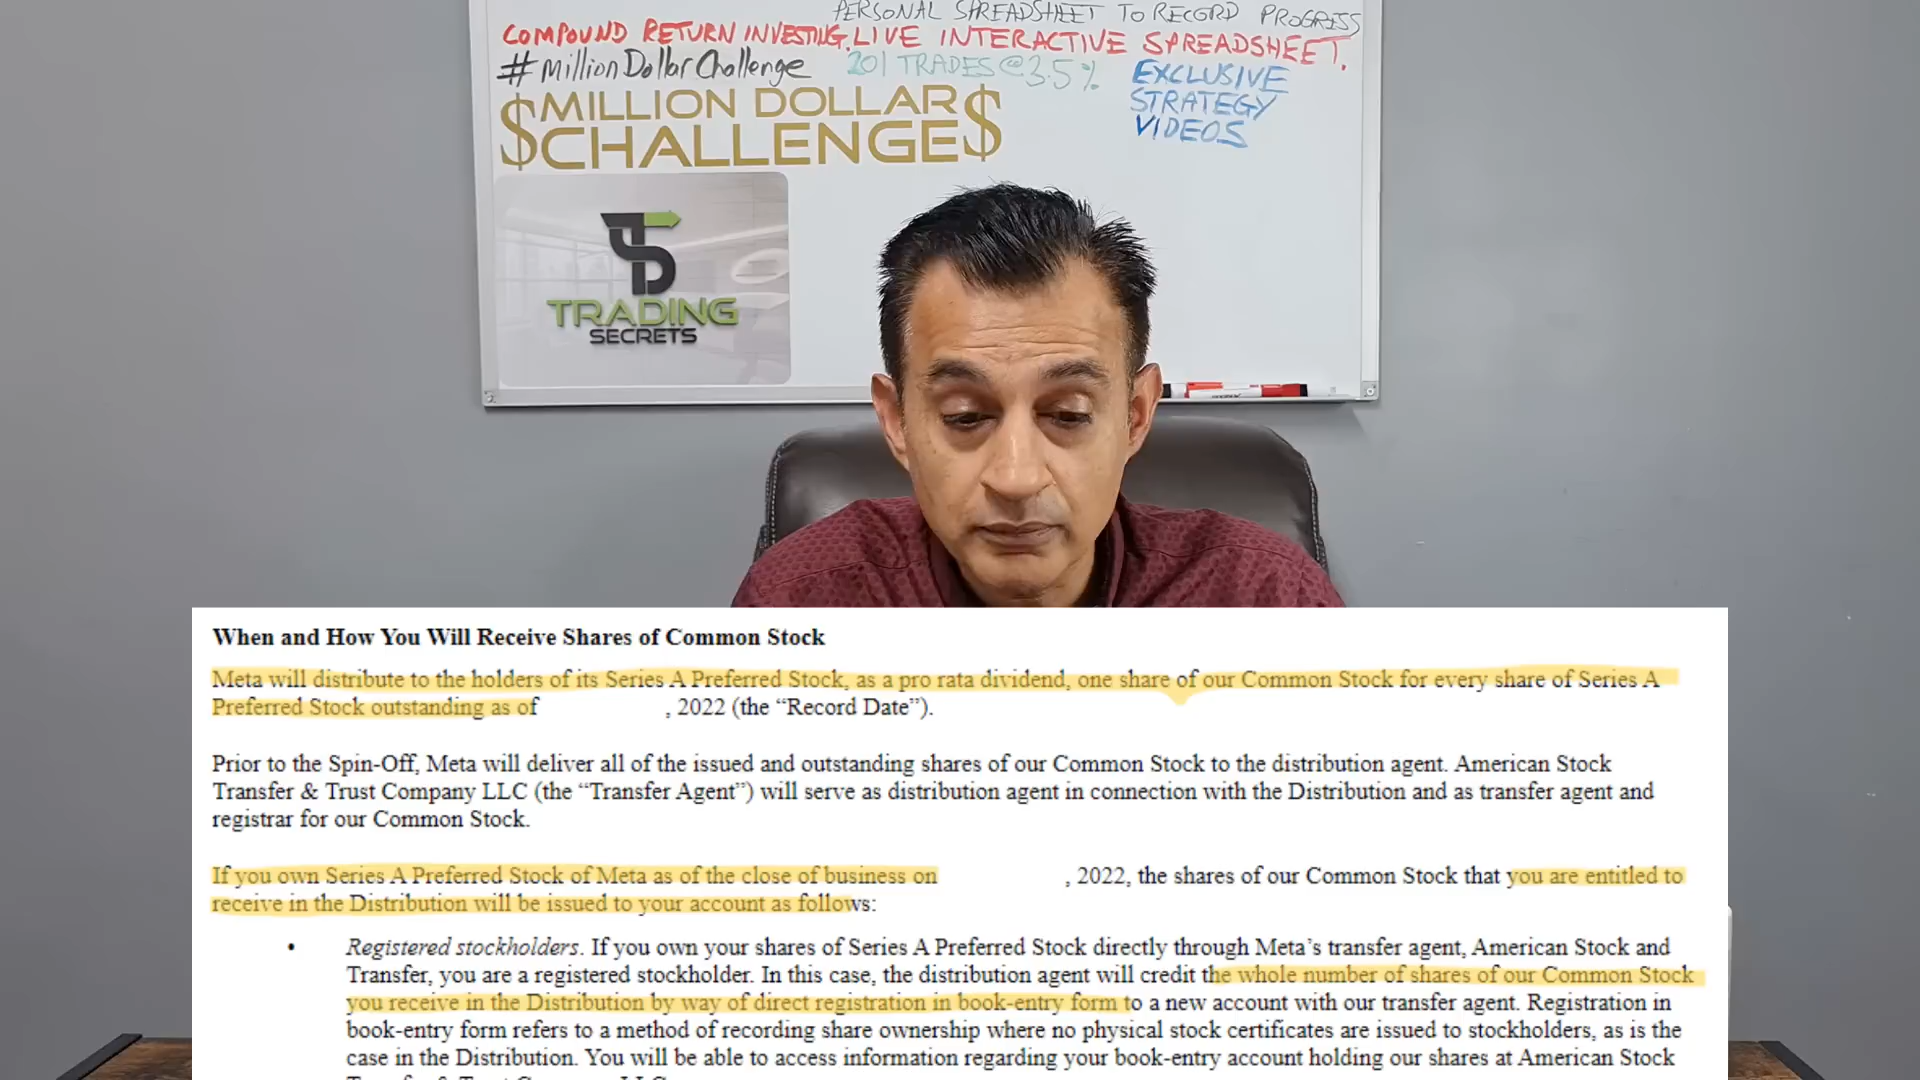 PERSONAL SPREADSHEET TO RECORD PROGRESS
COMPOUND RETURN INVESTING. LIVE INTERACTIVE SPREADSHEET.
#MillionDollarChallenge 201 TRADES @ 3.5%
EXCLUSIVE
STRATEGY
VIDEOS
$MILLION DOLLAR
CHALLENGE$
TRADING
SECRETS
When and How You Will Receive Shares of Common Stock
Meta will distribute to the holders of its Series A Preferred Stock, as a pro rata dividend, one share of our Common Stock for every share of Series A
Preferred Stock outstanding as of , 2022 (the “Record Date”).
Prior to the Spin-Off, Meta will deliver all of the issued and outstanding shares of our Common Stock to the distribution agent. American Stock
Transfer & Trust Company LLC (the “Transfer Agent”) will serve as distribution agent in connection with the Distribution and as transfer agent and
registrar for our Common Stock.
If you own Series A Preferred Stock of Meta as of the close of business on , 2022, the shares of our Common Stock that you are entitled to
receive in the Distribution will be issued to your account as follows:
• Registered stockholders. If you own your shares of Series A Preferred Stock directly through Meta’s transfer agent, American Stock and
Transfer, you are a registered stockholder. In this case, the distribution agent will credit the whole number of shares of our Common Stock
you receive in the Distribution by way of direct registration in book-entry form to a new account with our transfer agent. Registration in
book-entry form refers to a method of recording share ownership where no physical stock certificates are issued to stockholders, as is the
case in the Distribution. You will be able to access information regarding your book-entry account holding our shares at American Stock